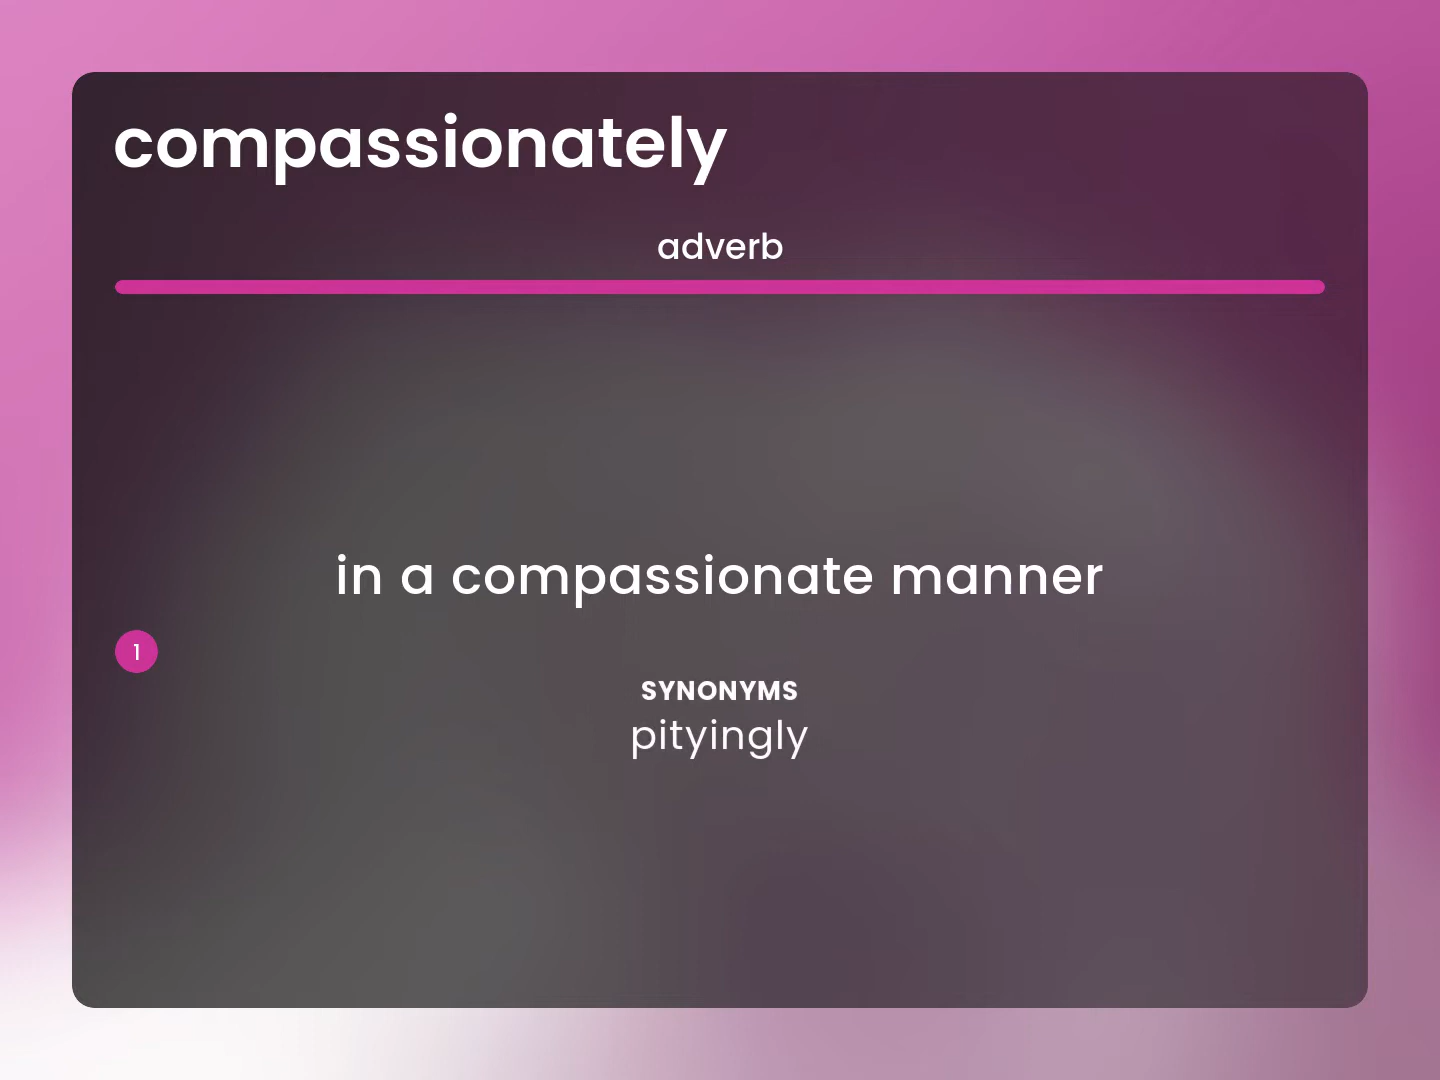 compassionately
adverb
in a compassionate manner
1
SYNONYMS
pityingly